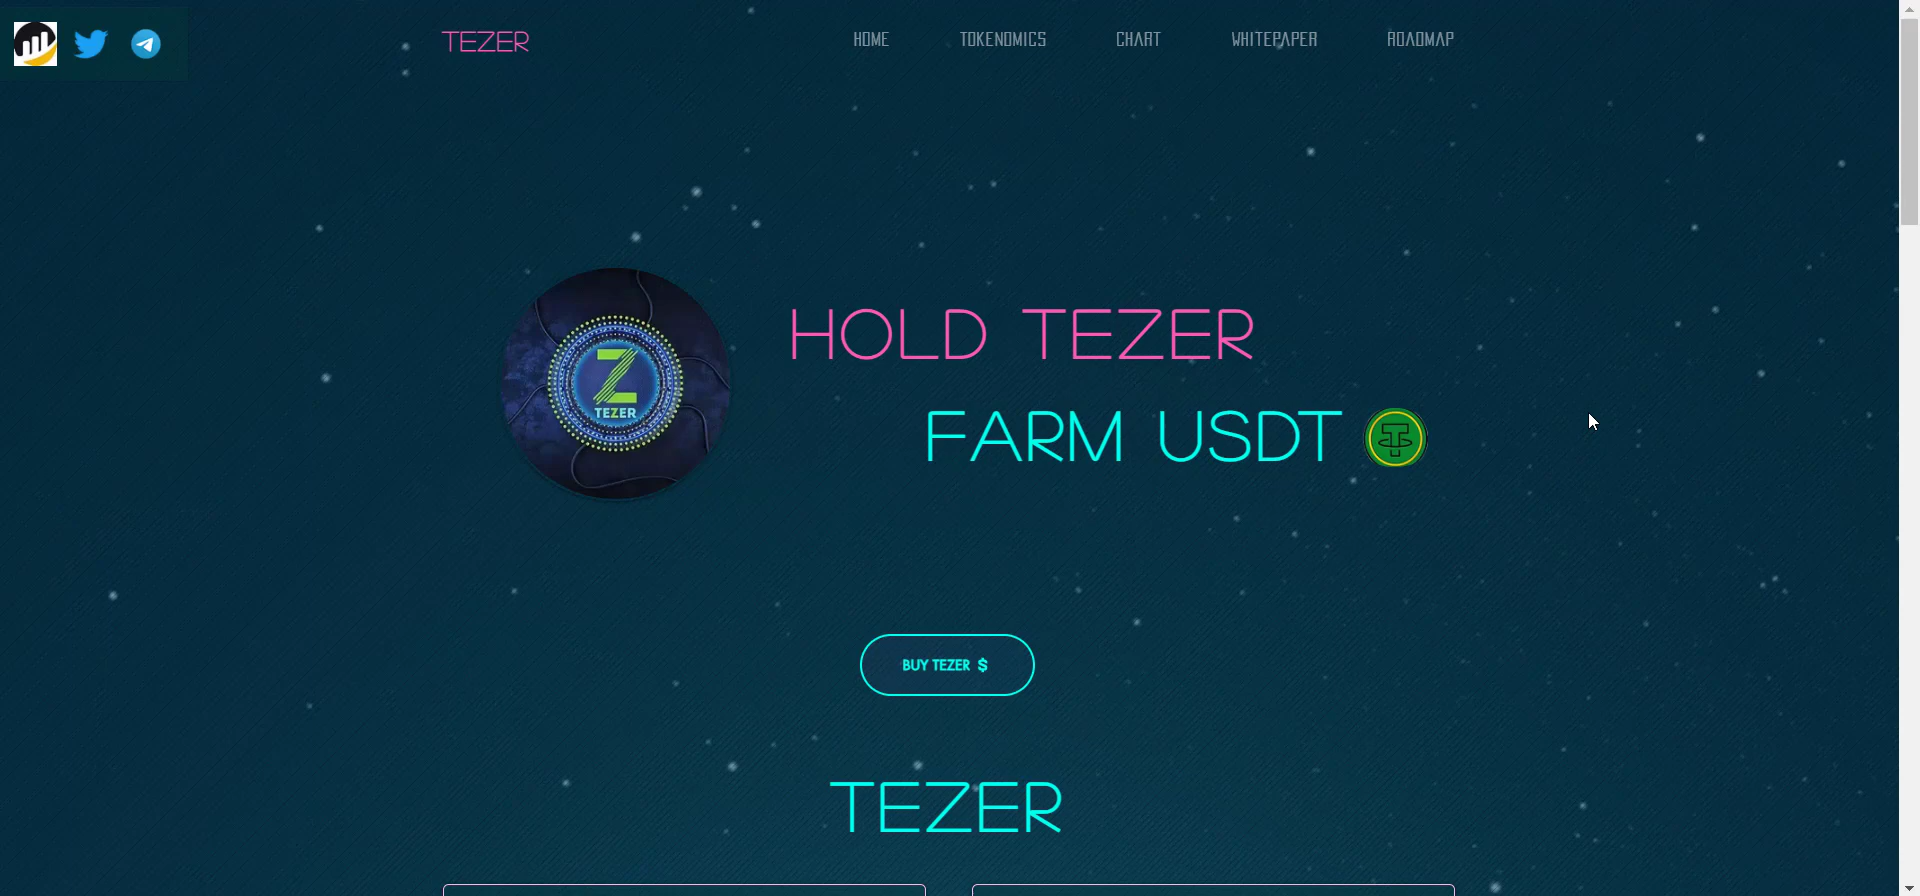 TEZER
HOME
TOKENOMICS
CHART
WHITEPAPER
ROADMAP
HOLD TEZER
FARM USDT
Z
TEZER
BUY TEZER $
TEZER